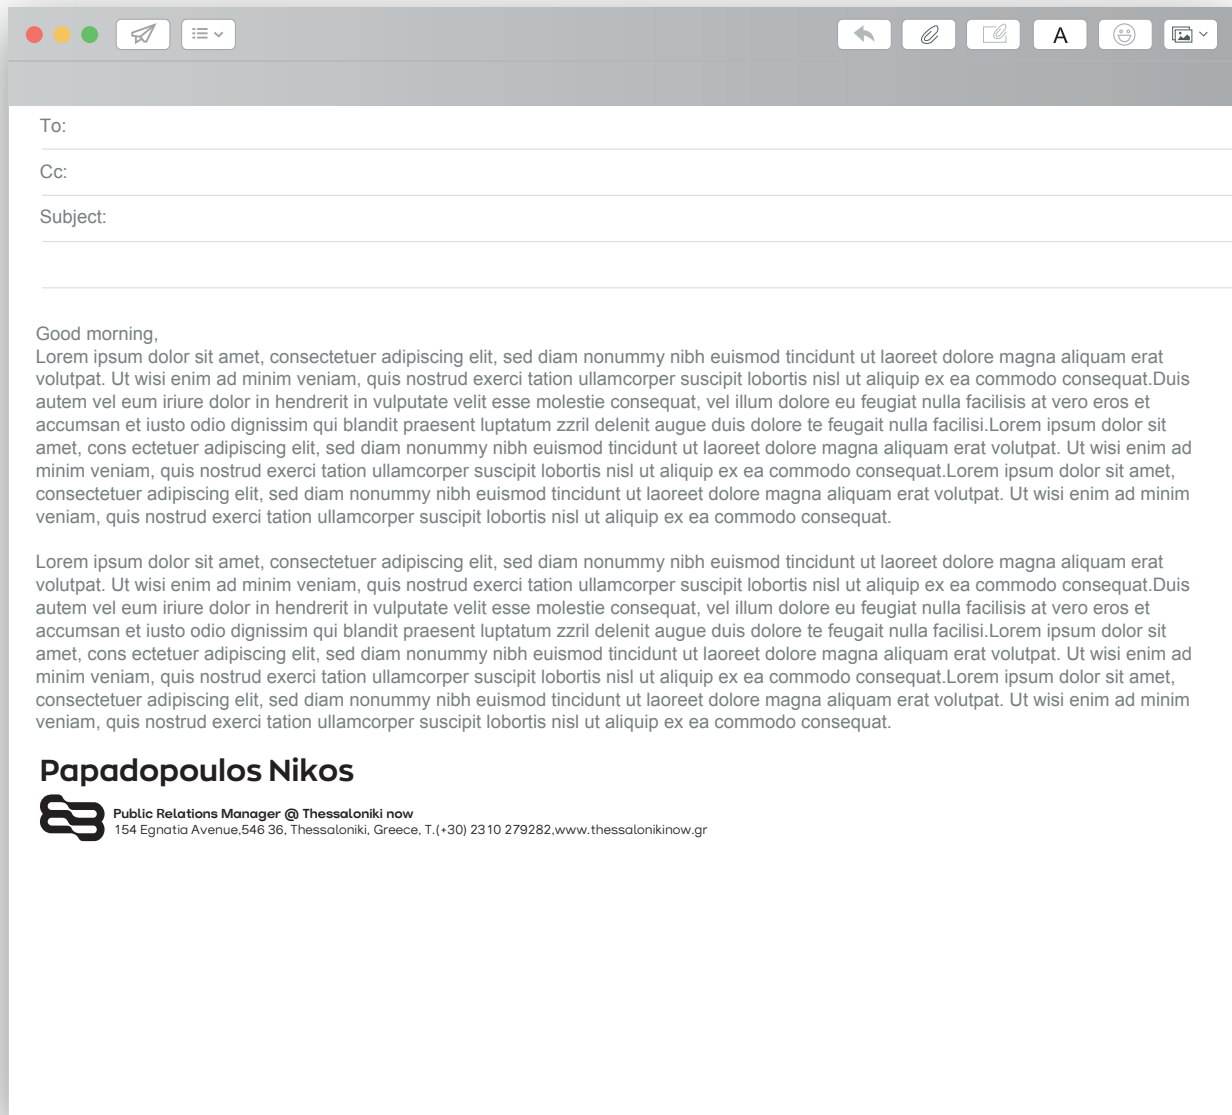 A
To:
Cc:
Subject:
Good morning,
Lorem ipsum dolor sit amet, consectetuer adipiscing elit, sed diam nonummy nibh euismod tincidunt ut laoreet dolore magna aliquam erat
volutpat. Ut wisi enim ad minim veniam, quis nostrud exerci tation ullamcorper suscipit lobortis nisl ut aliquip ex ea commodo consequat.Duis
autem vel eum iriure dolor in hendrerit in vulputate velit esse molestie consequat, vel illum dolore eu feugiat nulla facilisis at vero eros et
accumsan et iusto odio dignissim qui blandit praesent luptatum zzril delenit augue duis dolore te feugait nulla facilisi.Lorem ipsum dolor sit
amet, cons ectetuer adipiscing elit, sed diam nonummy nibh euismod tincidunt ut laoreet dolore magna aliquam erat volutpat. Ut wisi enim ad
minim veniam, quis nostrud exerci tation ullamcorper suscipit lobortis nisl ut aliquip ex ea commodo consequat.Lorem ipsum dolor sit amet,
consectetuer adipiscing elit, sed diam nonummy nibh euismod tincidunt ut laoreet dolore magna aliquam erat volutpat. Ut wisi enim ad minim
veniam, quis nostrud exerci tation ullamcorper suscipit lobortis nisl ut aliquip ex ea commodo consequat.
Lorem ipsum dolor sit amet, consectetuer adipiscing elit, sed diam nonummy nibh euismod tincidunt ut laoreet dolore magna aliquam erat
volutpat. Ut wisi enim ad minim veniam, quis nostrud exerci tation ullamcorper suscipit lobortis nisl ut aliquip ex ea commodo consequat.Duis
autem vel eum iriure dolor in hendrerit in vulputate velit esse molestie consequat, vel illum dolore eu feugiat nulla facilisis at vero eros et
accumsan et iusto odio dignissim qui blandit praesent luptatum zzril delenit augue duis dolore te feugait nulla facilisi.Lorem ipsum dolor sit
amet, cons ectetuer adipiscing elit, sed diam nonummy nibh euismod tincidunt ut laoreet dolore magna aliquam erat volutpat. Ut wisi enim ad
minim veniam, quis nostrud exerci tation ullamcorper suscipit lobortis nisl ut aliquip ex ea commodo consequat.Lorem ipsum dolor sit amet,
consectetuer adipiscing elit, sed diam nonummy nibh euismod tincidunt ut laoreet dolore magna aliquam erat volutpat. Ut wisi enim ad minim
veniam, quis nostrud exerci tation ullamcorper suscipit lobortis nisl ut aliquip ex ea commodo consequat.
Papadopoulos Nikos
Public Relations Manager @ Thessaloniki now
154 Egnatia Avenue,546 36, Thessaloniki, Greece, T.(+30) 2310 279282,www.thessalonikinow.gr